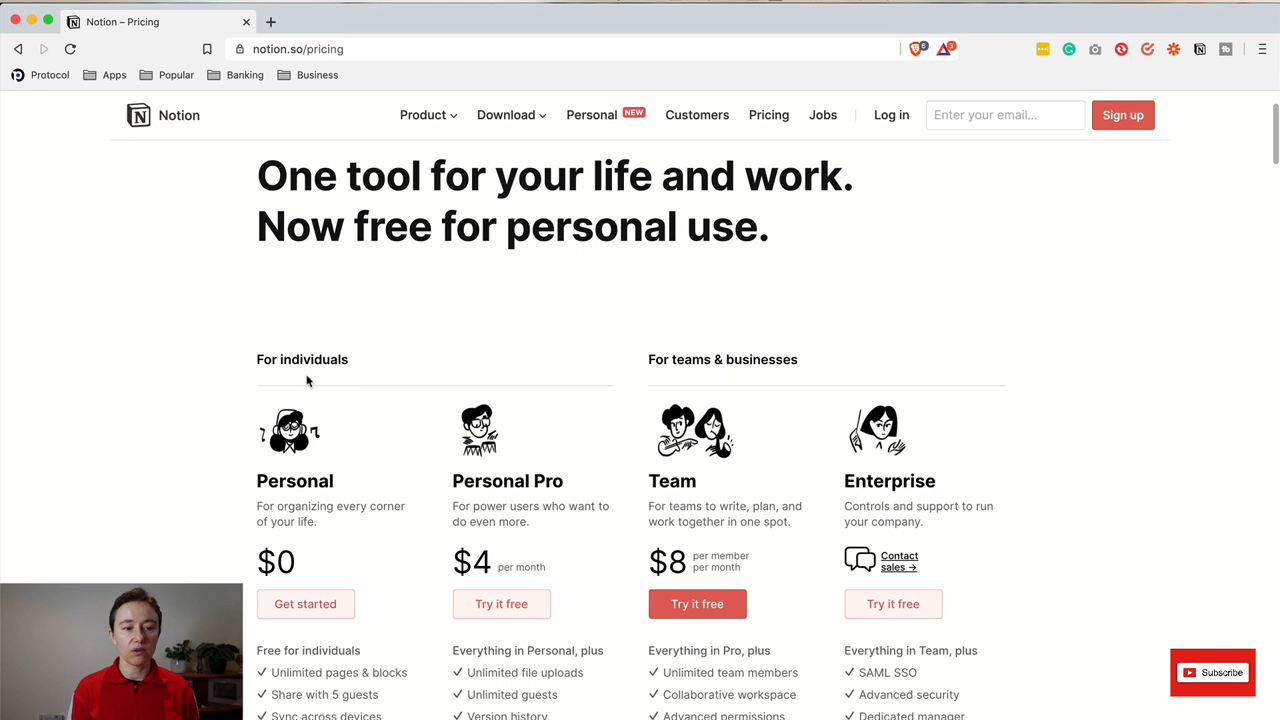 Notion – Pricing
notion.so/pricing
6
3
Protocol
Apps
Popular
Banking
Business
Notion
Product
Download
Personal NEW
Customers
Pricing
Jobs
Log in
Enter your email...
Sign up
One tool for your life and work.
Now free for personal use.
For individuals
For teams & businesses
Personal
For organizing every corner
of your life.
$0
Get started
Free for individuals
✓ Unlimited pages & blocks
✓ Share with 5 guests
✓ Sync across devices
Personal Pro
For power users who want to
do even more.
$4 per month
Try it free
Everything in Personal, plus
✓ Unlimited file uploads
✓ Unlimited guests
✓ Version history
Team
For teams to write, plan, and
work together in one spot.
$8 per member
per month
Try it free
Everything in Pro, plus
✓ Unlimited team members
✓ Collaborative workspace
✓ Advanced permissions
Enterprise
Controls and support to run
your company.
Contact
sales →
Try it free
Everything in Team, plus
✓ SAML SSO
✓ Advanced security
✓ Dedicated manager
Subscribe